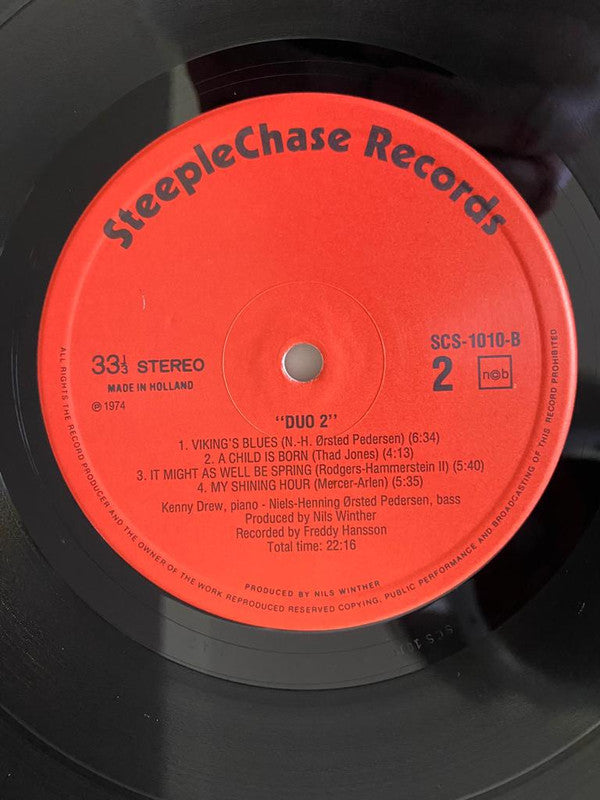 SteepleChase Records
33⅓ STEREO
MADE IN HOLLAND
℗ 1974
SCS-1010-B
2
n©b
"DUO 2"
1. VIKING'S BLUES (N.-H. Ørsted Pedersen) (6:34)
2. A CHILD IS BORN (Thad Jones) (4:13)
3. IT MIGHT AS WELL BE SPRING (Rodgers-Hammerstein II) (5:40)
4. MY SHINING HOUR (Mercer-Arlen) (5:35)
Kenny Drew, piano - Niels-Henning Ørsted Pedersen, bass
Produced by Nils Winther
Recorded by Freddy Hansson
Total time: 22:16
PRODUCED BY NILS WINTHER
ALL RIGHTS THE RECORD PRODUCER AND THE OWNER OF THE WORK REPRODUCED RESERVED COPYING, PUBLIC PERFORMANCE AND BROADCASTING OF THIS RECORD PROHIBITED